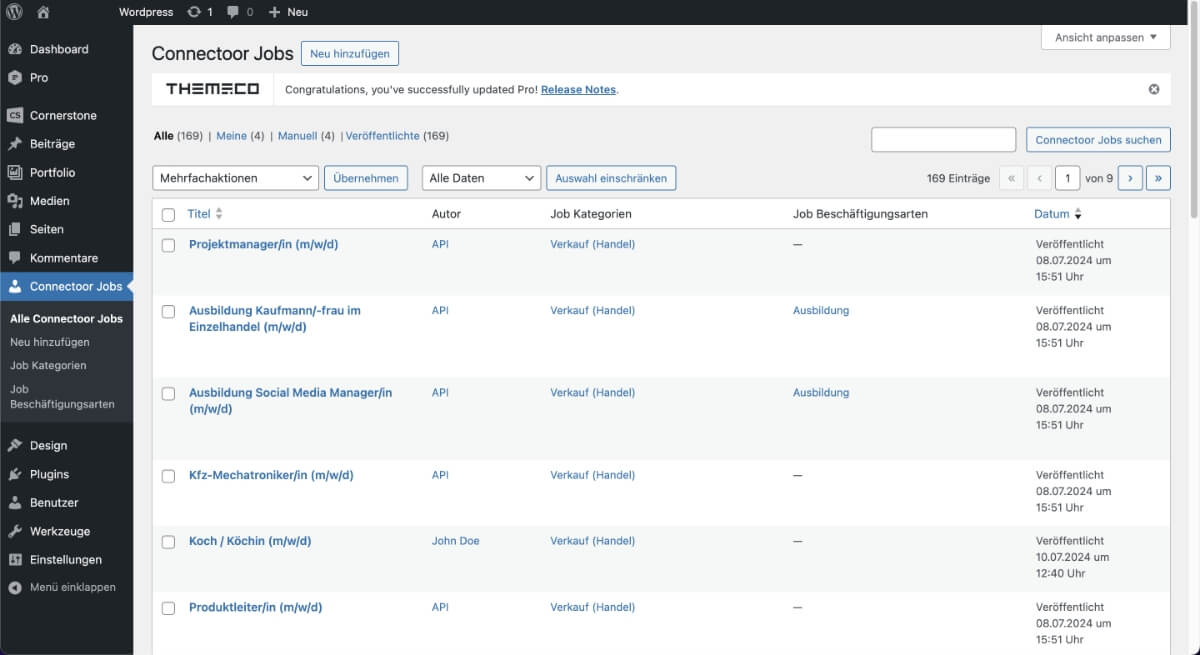 Wordpress 1 0 Neu
Dashboard
Pro
Cornerstone
Beiträge
Portfolio
Medien
Seiten
Kommentare
Connectoor Jobs
Alle Connectoor Jobs
Neu hinzufügen
Job Kategorien
Job
Beschäftigungsarten
Design
Plugins
Benutzer
Werkzeuge
Einstellungen
Menü einklappen
Ansicht anpassen
Connectoor Jobs Neu hinzufügen
THEMECO Congratulations, you've successfully updated Pro! Release Notes.
Alle (169) | Meine (4) | Manuell (4) | Veröffentlichte (169)
Connectoor Jobs suchen
Mehrfachaktionen Übernehmen Alle Daten Auswahl einschränken 169 Einträge « ‹ 1 von 9 › »
Titel Autor Job Kategorien Job Beschäftigungsarten Datum
Projektmanager/in (m/w/d) API Verkauf (Handel) — Veröffentlicht
08.07.2024 um
15:51 Uhr
Ausbildung Kaufmann/-frau im API Verkauf (Handel) Ausbildung Veröffentlicht
Einzelhandel (m/w/d) 08.07.2024 um
15:51 Uhr
Ausbildung Social Media Manager/in API Verkauf (Handel) Ausbildung Veröffentlicht
(m/w/d) 08.07.2024 um
15:51 Uhr
Kfz-Mechatroniker/in (m/w/d) API Verkauf (Handel) — Veröffentlicht
08.07.2024 um
15:51 Uhr
Koch / Köchin (m/w/d) John Doe Verkauf (Handel) — Veröffentlicht
10.07.2024 um
12:40 Uhr
Produktleiter/in (m/w/d) API Verkauf (Handel) — Veröffentlicht
08.07.2024 um
15:51 Uhr